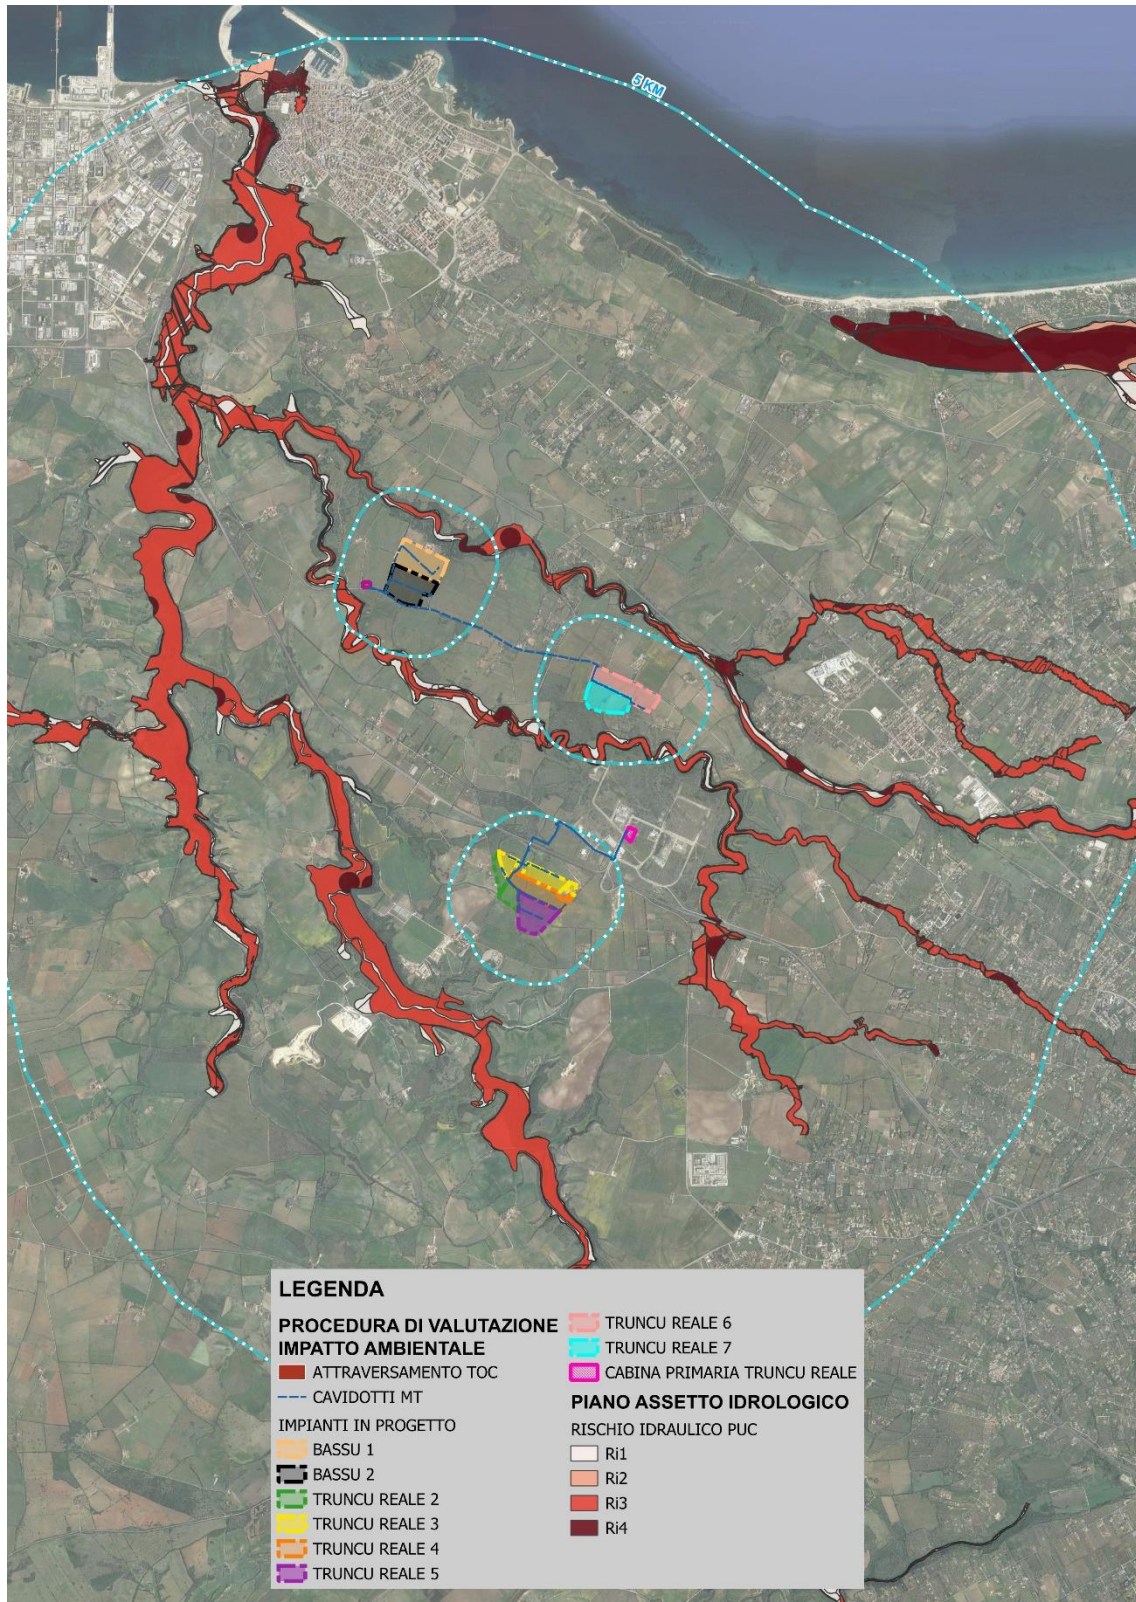 5 KM
LEGENDA
PROCEDURA DI VALUTAZIONE
IMPATTO AMBIENTALE
ATTRAVERSAMENTO TOC
CAVIDOTTI MT
IMPIANTI IN PROGETTO
BASSU 1
BASSU 2
TRUNCU REALE 2
TRUNCU REALE 3
TRUNCU REALE 4
TRUNCU REALE 5
TRUNCU REALE 6
TRUNCU REALE 7
CABINA PRIMARIA TRUNCU REALE
PIANO ASSETTO IDROLOGICO
RISCHIO IDRAULICO PUC
Ri1
Ri2
Ri3
Ri4